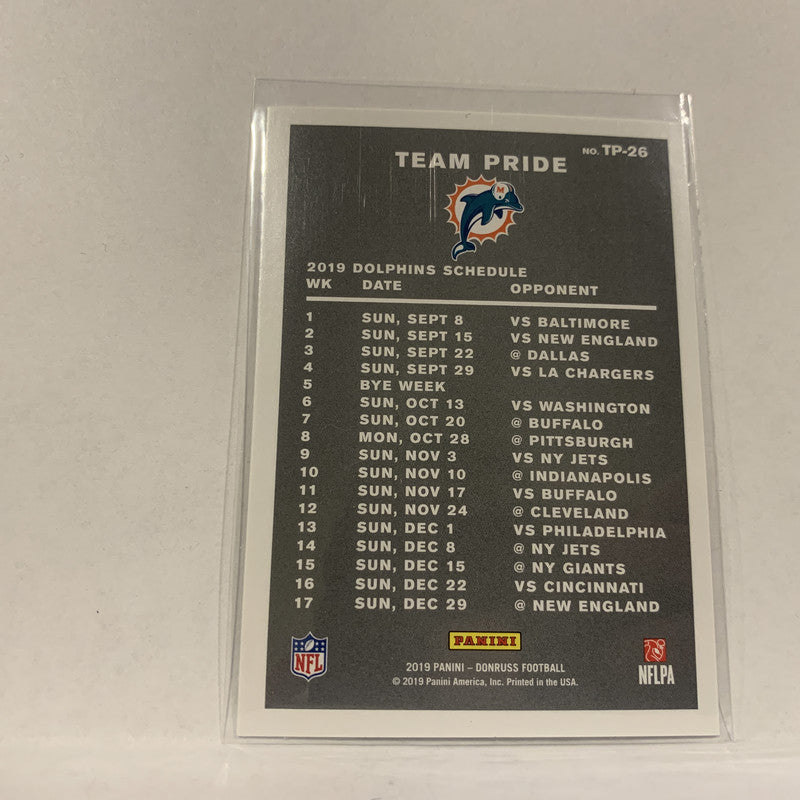 NO. TP-26
TEAM PRIDE
M
2019 DOLPHINS SCHEDULE
WK DATE OPPONENT
1 SUN, SEPT 8 VS BALTIMORE
2 SUN, SEPT 15 VS NEW ENGLAND
3 SUN, SEPT 22 @ DALLAS
4 SUN, SEPT 29 VS LA CHARGERS
5 BYE WEEK
6 SUN, OCT 13 VS WASHINGTON
7 SUN, OCT 20 @ BUFFALO
8 MON, OCT 28 @ PITTSBURGH
9 SUN, NOV 3 VS NY JETS
10 SUN, NOV 10 @ INDIANAPOLIS
11 SUN, NOV 17 VS BUFFALO
12 SUN, NOV 24 @ CLEVELAND
13 SUN, DEC 1 VS PHILADELPHIA
14 SUN, DEC 8 @ NY JETS
15 SUN, DEC 15 @ NY GIANTS
16 SUN, DEC 22 VS CINCINNATI
17 SUN, DEC 29 @ NEW ENGLAND
NFL
PANINI
NFLPA
2019 PANINI – DONRUSS FOOTBALL
© 2019 Panini America, Inc. Printed in the USA.